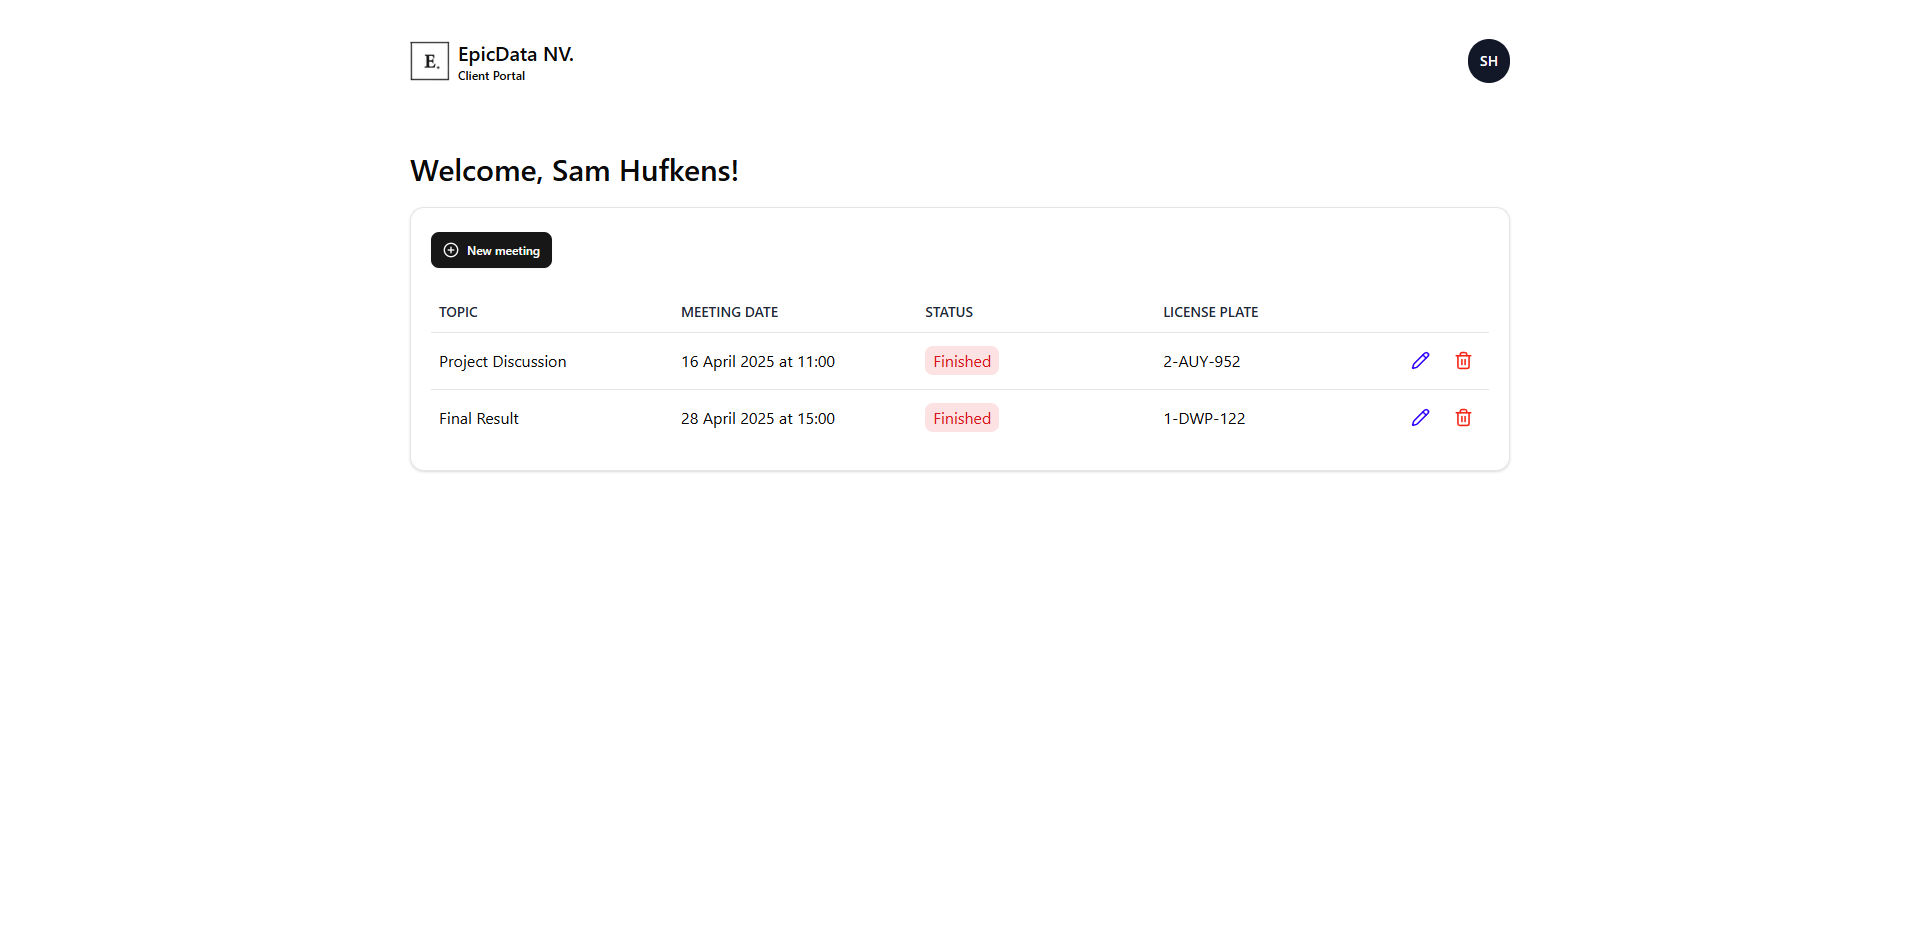 E.
EpicData NV.
Client Portal
SH
Welcome, Sam Hufkens!
New meeting
TOPIC MEETING DATE STATUS LICENSE PLATE
Project Discussion 16 April 2025 at 11:00 Finished 2-AUY-952
Final Result 28 April 2025 at 15:00 Finished 1-DWP-122